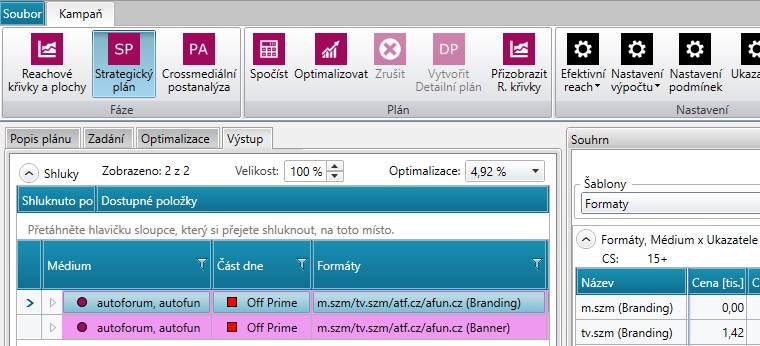 Soubor Kampaň
SP PA DP
Reachové křivky a plochy
Strategický plán
Crossmediální postanalýza
Spočíst
Optimalizovat
Zrušit
Vytvořit Detailní plán
Přizobrazit R. křivky
Efektivní reach
Nastavení výpočtu
Nastavení podmínek
Ukaza
Fáze Plán Nastavení
Popis plánu Zadání Optimalizace Výstup
Souhrn
Shluky Zobrazeno: 2 z 2 Velikost: 100 % Optimalizace: 4,92 %
Šablony
Formaty
Shluknuto po Dostupné položky
Přetáhněte hlavičku sloupce, který si přejete shluknout, na toto místo.
Formáty, Médium x Ukazatele
CS: 15+
Médium Část dne Formáty
Název Cena [tis.] C
autoforum, autofun Off Prime m.szm/tv.szm/atf.cz/afun.cz (Branding)
m.szm (Branding) 0,00
autoforum, autofun Off Prime m.szm/tv.szm/atf.cz/afun.cz (Banner)
tv.szm (Branding) 1,42